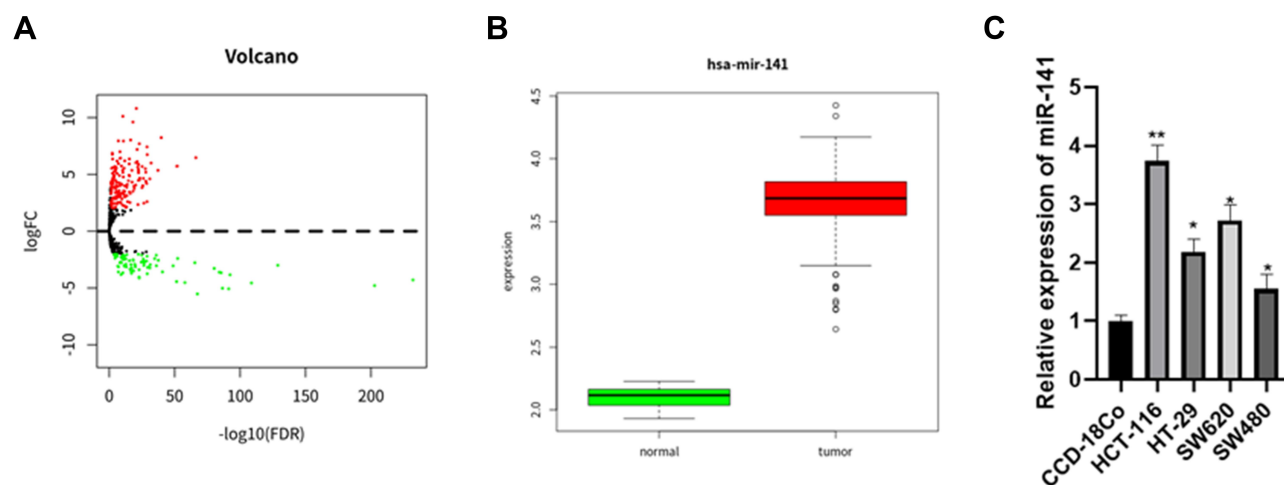 A
Volcano
logFC
10
5
0
-5
-10
0 50 100 150 200
-log10(FDR)
B
hsa-mir-141
expression
4.5
4.0
3.5
3.0
2.5
2.0
normal tumor
C
Relative expression of miR-141
5
4
3
2
1
0
**
*
*
*
CCD-18Co HCT-116 HT-29 SW620 SW480